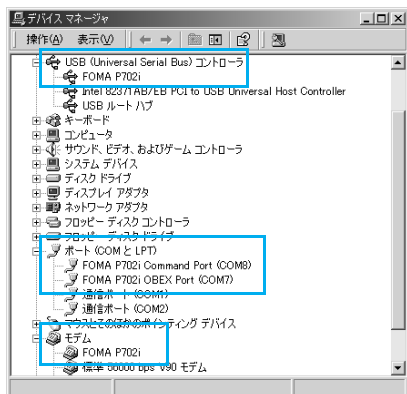 デバイス マネージャ
操作(A) 表示(V)
USB (Universal Serial Bus) コントローラ
FOMA P702i
Intel 82371AB/EB PCI to USB Universal Host Controller
USB ルート ハブ
キーボード
コンピュータ
サウンド、ビデオ、およびゲーム コントローラ
システム デバイス
ディスク ドライブ
ディスプレイ アダプタ
ネットワーク アダプタ
フロッピー ディスク コントローラ
フロッピー ディスク ドライブ
ポート (COM と LPT)
FOMA P702i Command Port (COM8)
FOMA P702i OBEX Port (COM7)
通信ポート (COM1)
通信ポート (COM2)
マウスとそのほかのポインティング デバイス
モデム
FOMA P702i
標準 56000 bps V90 モデム